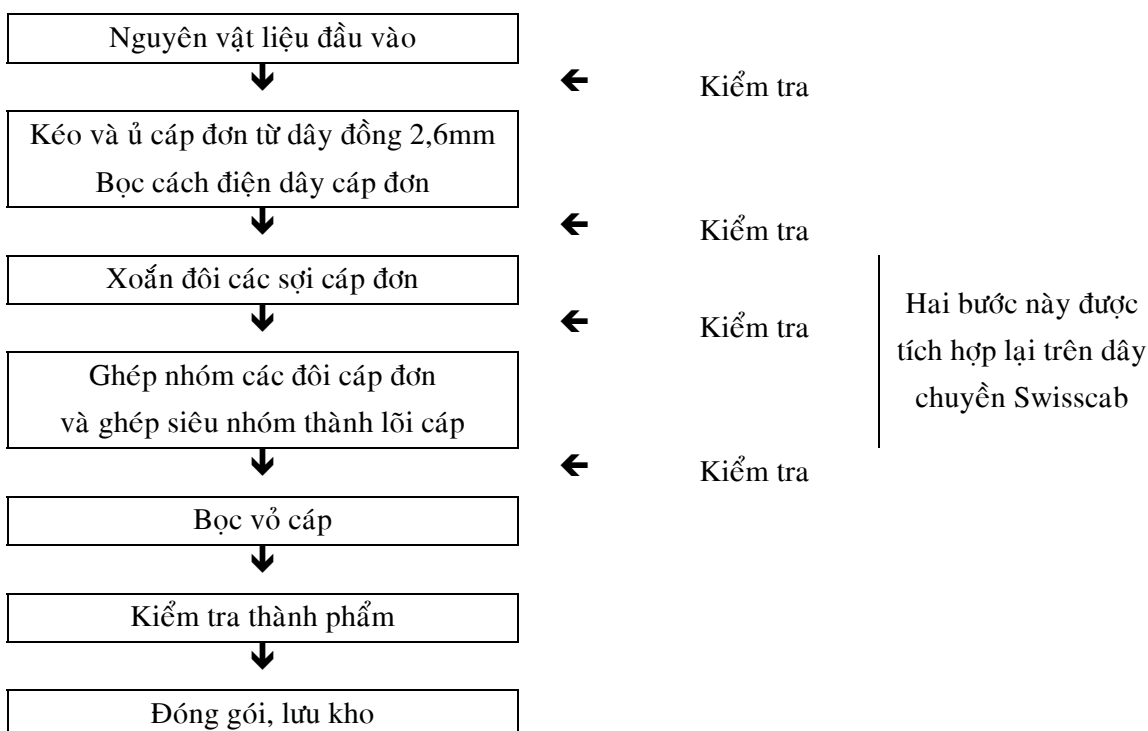 Nguyên vật liệu đầu vào
Kiểm tra
Kéo và ủ cáp đơn từ dây đồng 2,6mm
Bọc cách điện dây cáp đơn
Kiểm tra
Xoắn đôi các sợi cáp đơn
Kiểm tra
Hai bước này được
tích hợp lại trên dây
chuyền Swisscab
Ghép nhóm các đôi cáp đơn
và ghép siêu nhóm thành lõi cáp
Kiểm tra
Bọc vỏ cáp
Kiểm tra thành phẩm
Đóng gói, lưu kho